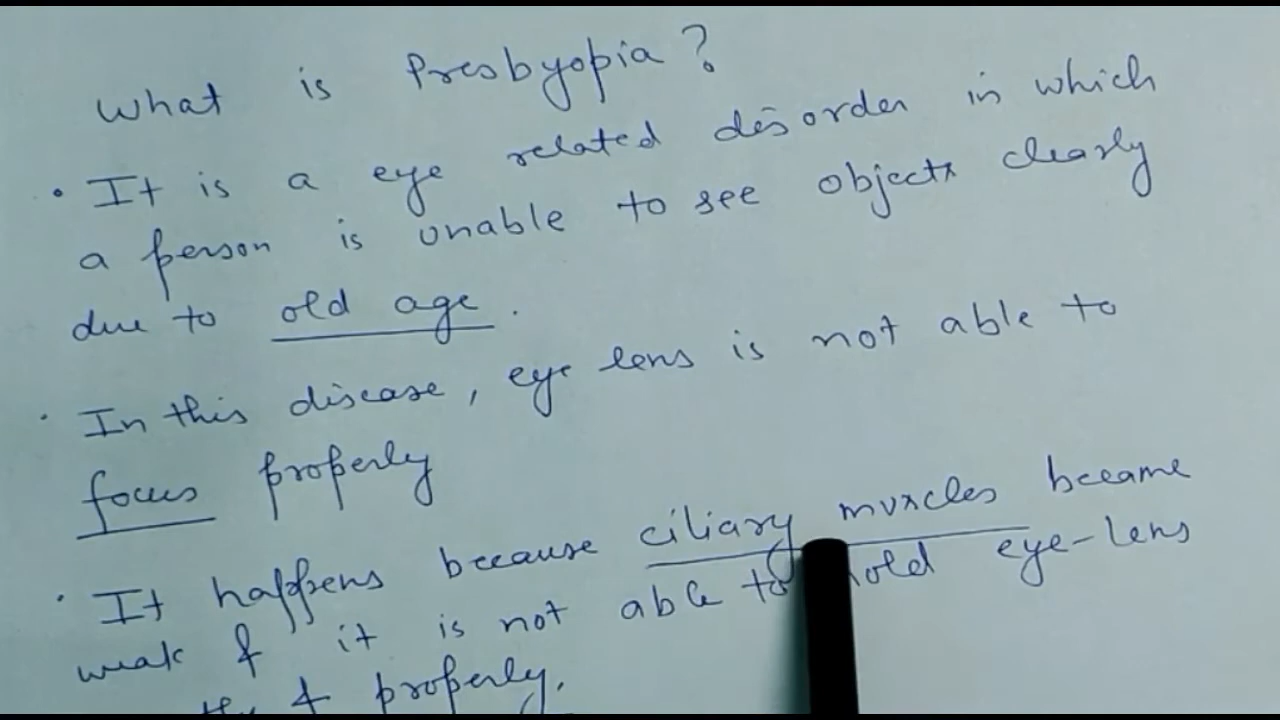 What is Presbyopia?
• It is a eye related disorder in which
a person is unable to see objects clearly
due to old age.
• In this disease, eye lens is not able to
focus properly
• It happens because ciliary muscles became
weak & it is not able to hold eye-lens
& properly.